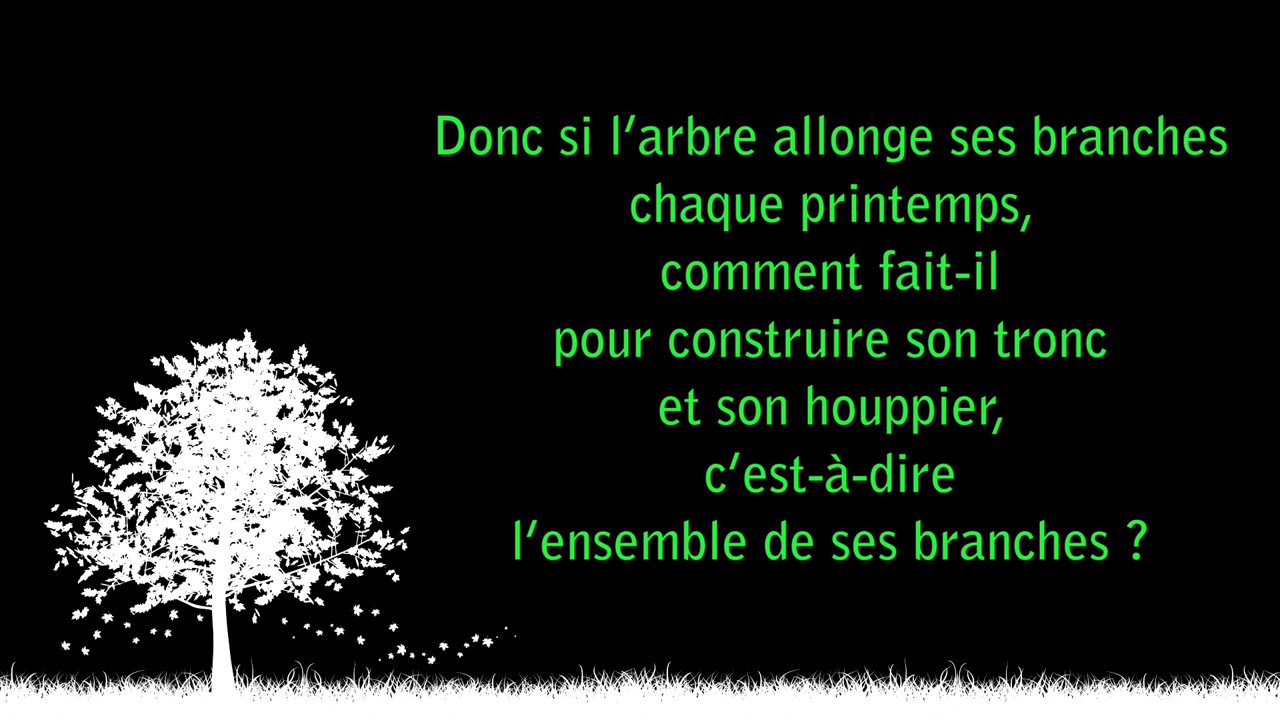 Donc si l’arbre allonge ses branches
chaque printemps,
comment fait-il
pour construire son tronc
et son houppier,
c’est-à-dire
l’ensemble de ses branches ?